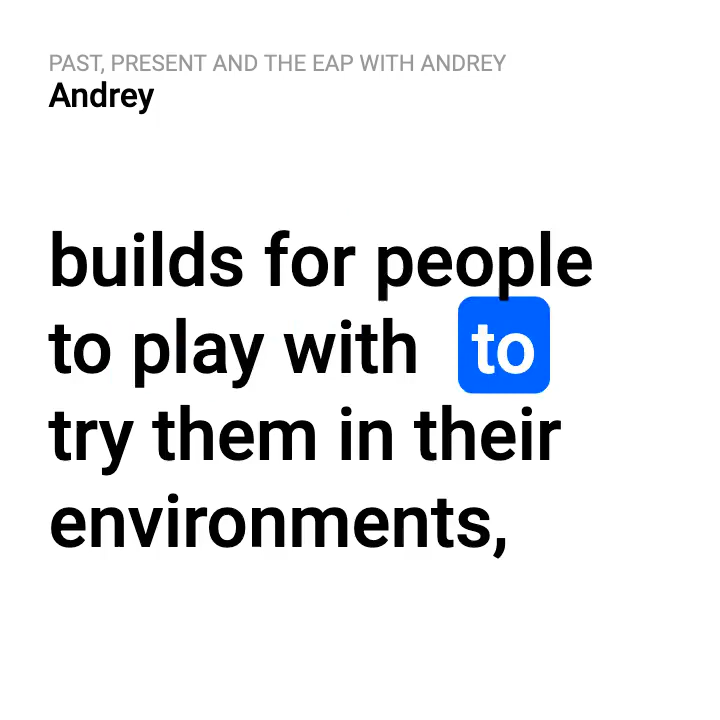 PAST, PRESENT AND THE EAP WITH ANDREY
Andrey
builds for people
to play with to
try them in their
environments,